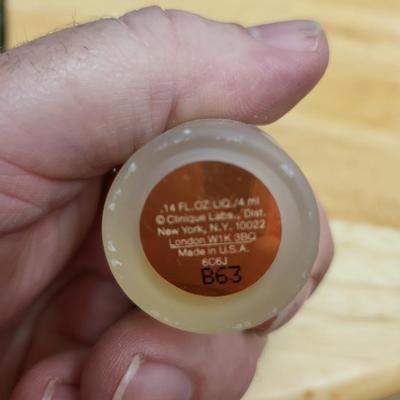 .14 FL.OZ.LIQ./4 ml
© Clinique Labs., Dist.
New York, N.Y. 10022
London W1K 3BQ
Made in U.S.A.
6C6J
B63